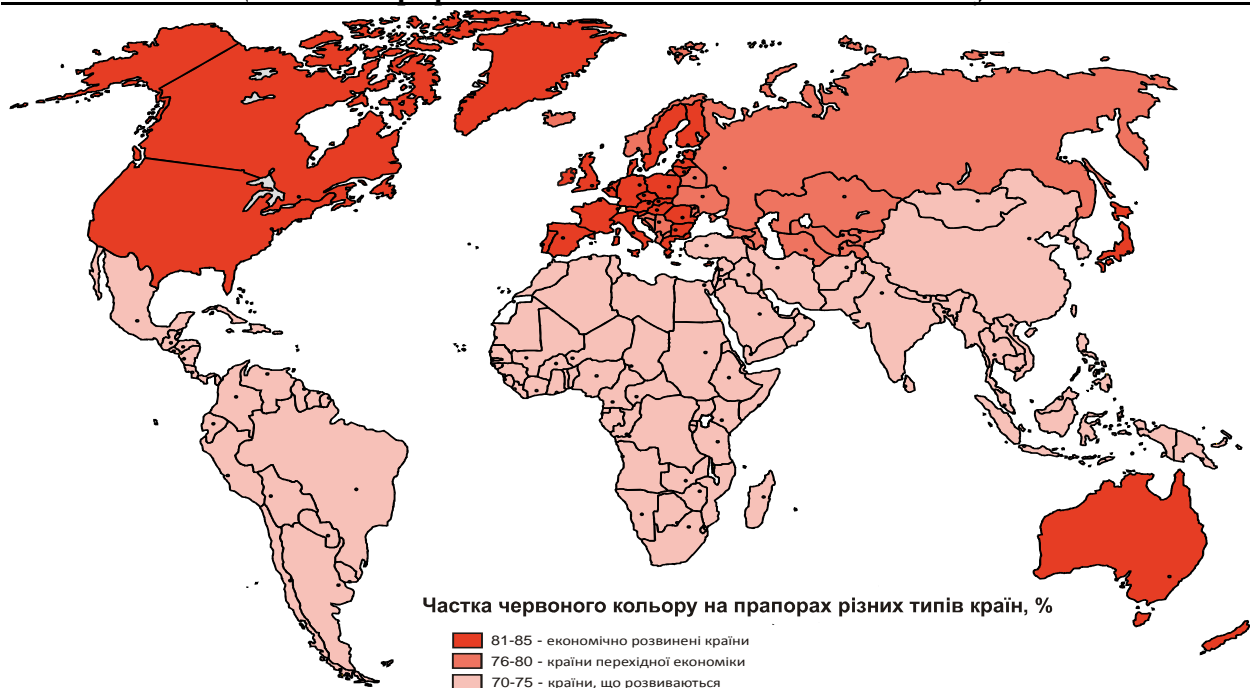 Частка червоного кольору на прапорах різних типів країн, %
81-85 - економічно розвинені країни
76-80 - країни перехідної економіки
70-75 - країни, що розвиваються